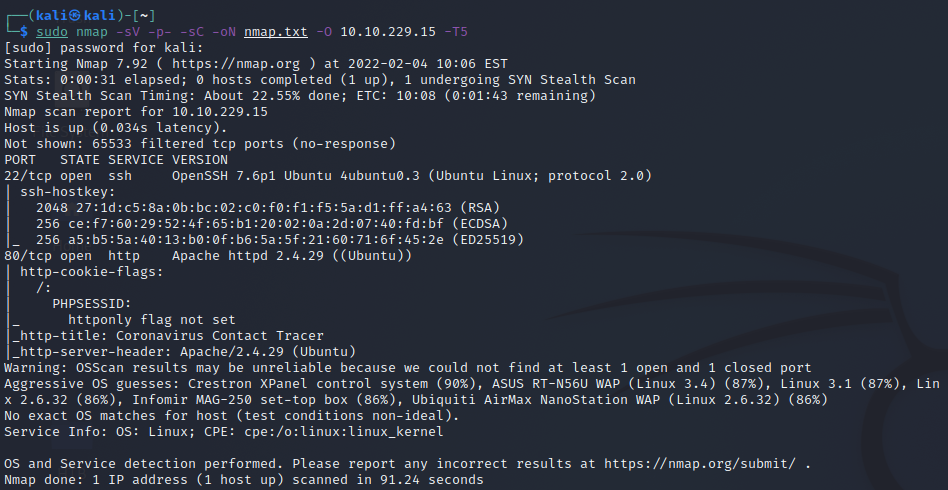 ┌──(kali㉿kali)-[~]
└─$ sudo nmap -sV -p- -sC -oN nmap.txt -O 10.10.229.15 -T5
[sudo] password for kali:
Starting Nmap 7.92 ( https://nmap.org ) at 2022-02-04 10:06 EST
Stats: 0:00:31 elapsed; 0 hosts completed (1 up), 1 undergoing SYN Stealth Scan
SYN Stealth Scan Timing: About 22.55% done; ETC: 10:08 (0:01:43 remaining)
Nmap scan report for 10.10.229.15
Host is up (0.034s latency).
Not shown: 65533 filtered tcp ports (no-response)
PORT   STATE SERVICE VERSION
22/tcp open  ssh     OpenSSH 7.6p1 Ubuntu 4ubuntu0.3 (Ubuntu Linux; protocol 2.0)
| ssh-hostkey:
|   2048 27:1d:c5:8a:0b:bc:02:c0:f0:f1:f5:5a:d1:ff:a4:63 (RSA)
|   256 ce:f7:60:29:52:4f:65:b1:20:02:0a:2d:07:40:fd:bf (ECDSA)
|_  256 a5:b5:5a:40:13:b0:0f:b6:5a:5f:21:60:71:6f:45:2e (ED25519)
80/tcp open  http    Apache httpd 2.4.29 ((Ubuntu))
| http-cookie-flags:
|   /:
|     PHPSESSID:
|_      httponly flag not set
|_http-title: Coronavirus Contact Tracer
|_http-server-header: Apache/2.4.29 (Ubuntu)
Warning: OSScan results may be unreliable because we could not find at least 1 open and 1 closed port
Aggressive OS guesses: Crestron XPanel control system (90%), ASUS RT-N56U WAP (Linux 3.4) (87%), Linux 3.1 (87%), Lin
x 2.6.32 (86%), Infomir MAG-250 set-top box (86%), Ubiquiti AirMax NanoStation WAP (Linux 2.6.32) (86%)
No exact OS matches for host (test conditions non-ideal).
Service Info: OS: Linux; CPE: cpe:/o:linux:linux_kernel

OS and Service detection performed. Please report any incorrect results at https://nmap.org/submit/ .
Nmap done: 1 IP address (1 host up) scanned in 91.24 seconds